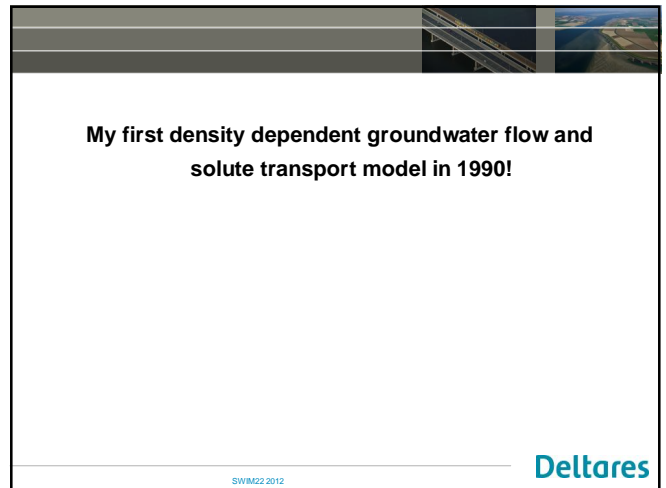 My first density dependent groundwater flow and
solute transport model in 1990!
SWIM22 2012
Deltares